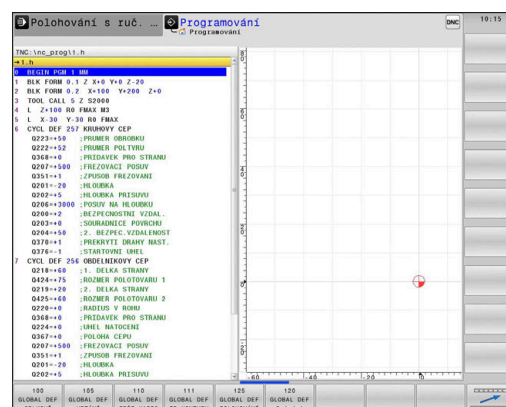 Polohování s ruč. ...
Programování
Programování
DNC
10:15
TNC:\nc_prog\1.h
→1.h
0 BEGIN PGM 1 MM
1 BLK FORM 0.1 Z X+0 Y+0 Z-20
2 BLK FORM 0.2 X+100 Y+200 Z+0
3 TOOL CALL 5 Z S2000
4 L Z+100 R0 FMAX M3
5 L X-30 Y-30 R0 FMAX
6 CYCL DEF 257 KRUHOVY CEP
Q223=+50 ;PRUMER OBROBKU
Q222=+52 ;PRUMER POLTVRU
Q368=+0 ;PRIDAVEK PRO STRANU
Q207=+500 ;FREZOVACI POSUV
Q351=+1 ;ZPUSOB FREZOVANI
Q201=-20 ;HLOUBKA
Q202=+5 ;HLOUBKA PRISUVU
Q206=+3000 ;POSUV NA HLOUBKU
Q200=+2 ;BEZPECNOSTNI VZDAL.
Q203=+0 ;SOURADNICE POVRCHU
Q204=+50 ;2. BEZPEC.VZDALENOST
Q370=+1 ;PREKRYTI DRAHY NAST.
Q376=-1 ;STARTOVNI UHEL
7 CYCL DEF 256 OBDELNIKOVY CEP
Q218=+60 ;1. DELKA STRANY
Q424=+75 ;ROZMER POLOTOVARU 1
Q219=+20 ;2. DELKA STRANY
Q425=+60 ;ROZMER POLOTOVARU 2
Q220=+0 ;RADIUS V ROHU
Q368=+0 ;PRIDAVEK PRO STRANU
Q224=+0 ;UHEL NATOCENI
Q367=+0 ;POLOHA CEPU
Q207=+500 ;FREZOVACI POSUV
Q351=+1 ;ZPUSOB FREZOVANI
Q201=-20 ;HLOUBKA
Q202=+5 ;HLOUBKA PRISUVU
-60 -40 -20 0
100 105 110 111 125 120
GLOBAL DEF GLOBAL DEF GLOBAL DEF GLOBAL DEF GLOBAL DEF GLOBAL DEF